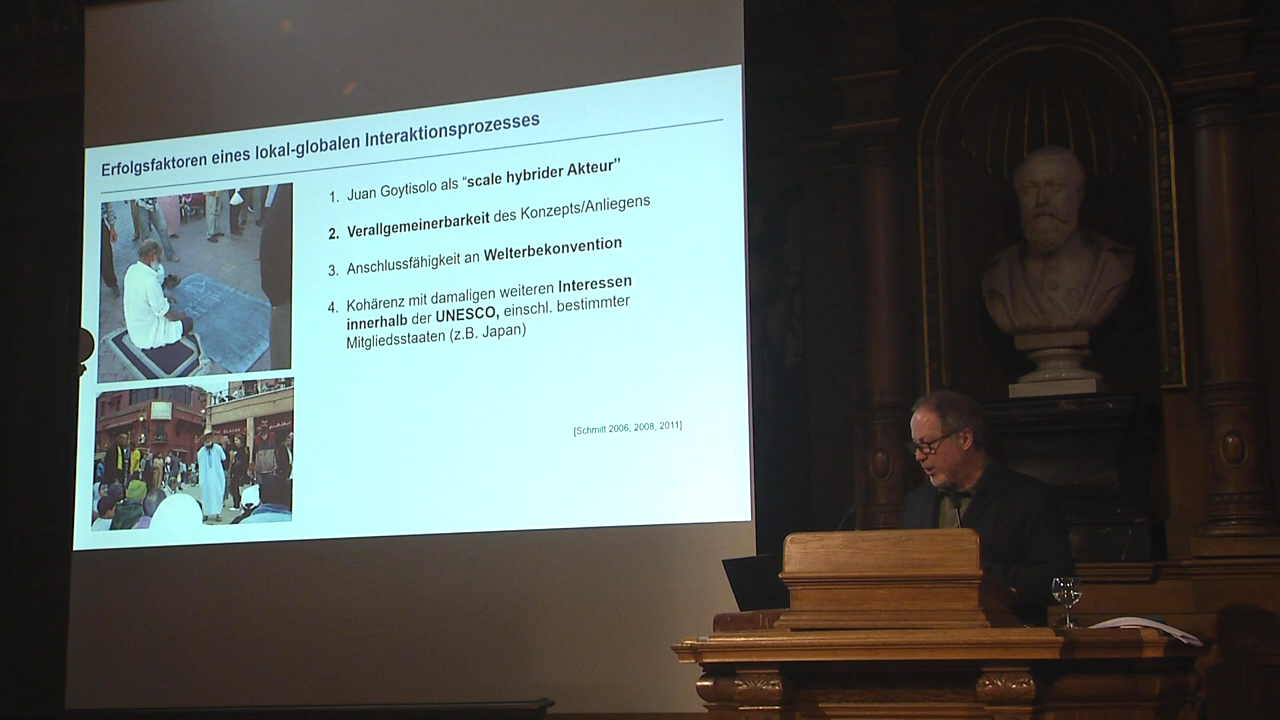 Erfolgsfaktoren eines lokal-globalen Interaktionsprozesses
1. Juan Goytisolo als “scale hybrider Akteur”
2. Verallgemeinerbarkeit des Konzepts/Anliegens
3. Anschlussfähigkeit an Welterbekonvention
4. Kohärenz mit damaligen weiteren Interessen
innerhalb der UNESCO, einschl. bestimmter
Mitgliedsstaaten (z.B. Japan)
[Schmitt 2006, 2008, 2011]